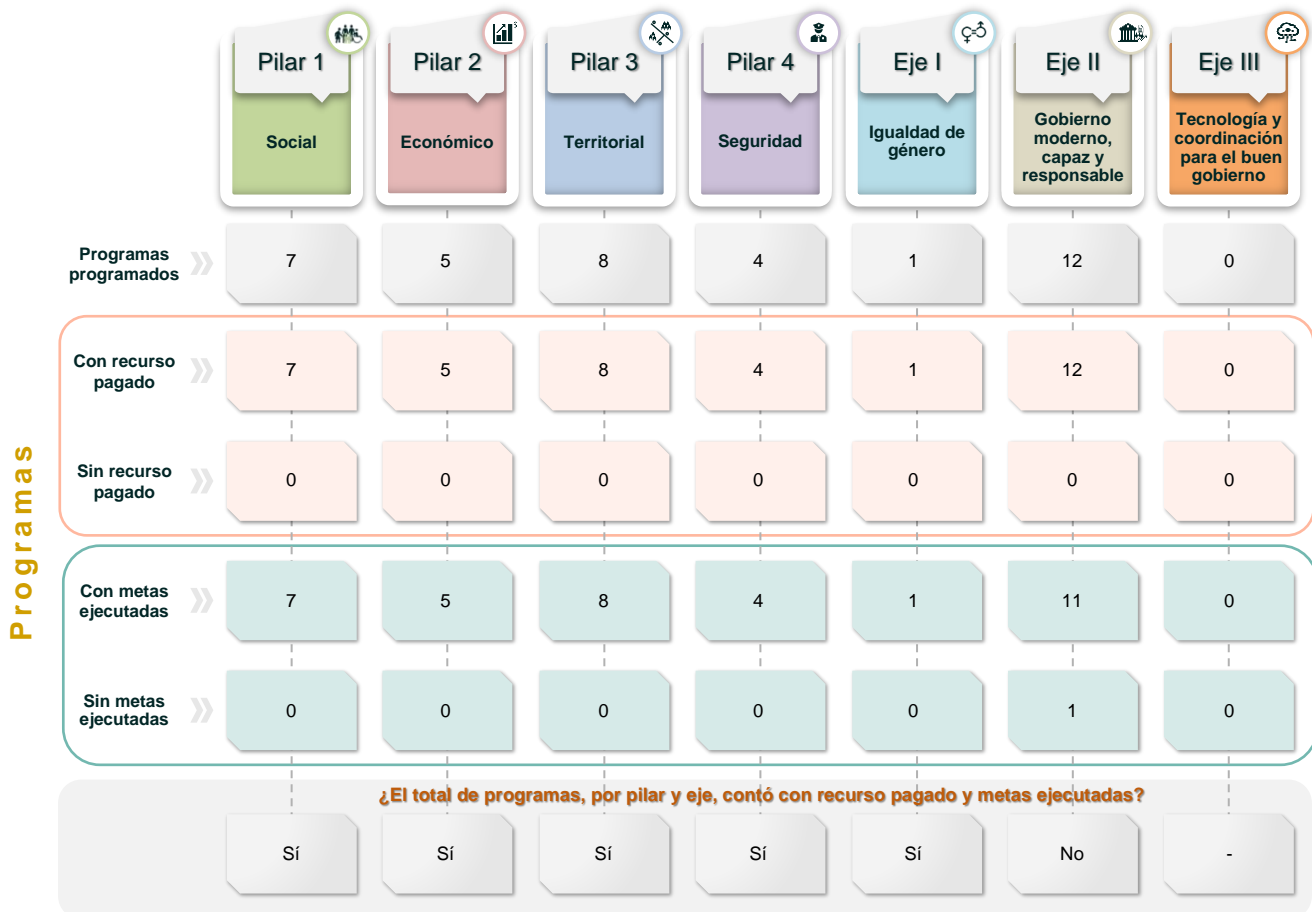 Pilar 1
Pilar 2
Pilar 3
Pilar 4
Eje I
Eje II
Eje III
Social
Económico
Territorial
Seguridad
Igualdad de
género
Gobierno
moderno,
capaz y
responsable
Tecnología y
coordinación
para el buen
gobierno
Programas
Programas
programados
7 5 8 4 1 12 0
Con recurso
pagado
7 5 8 4 1 12 0
Sin recurso
pagado
0 0 0 0 0 0 0
Con metas
ejecutadas
7 5 8 4 1 11 0
Sin metas
ejecutadas
0 0 0 0 0 1 0
¿El total de programas, por pilar y eje, contó con recurso pagado y metas ejecutadas?
Sí Sí Sí Sí Sí No -